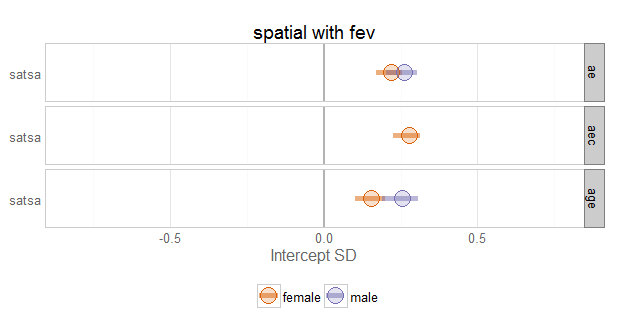 spatial with fev
satsa
ae
satsa
aec
satsa
age
-0.5 0.0 0.5
Intercept SD
female male